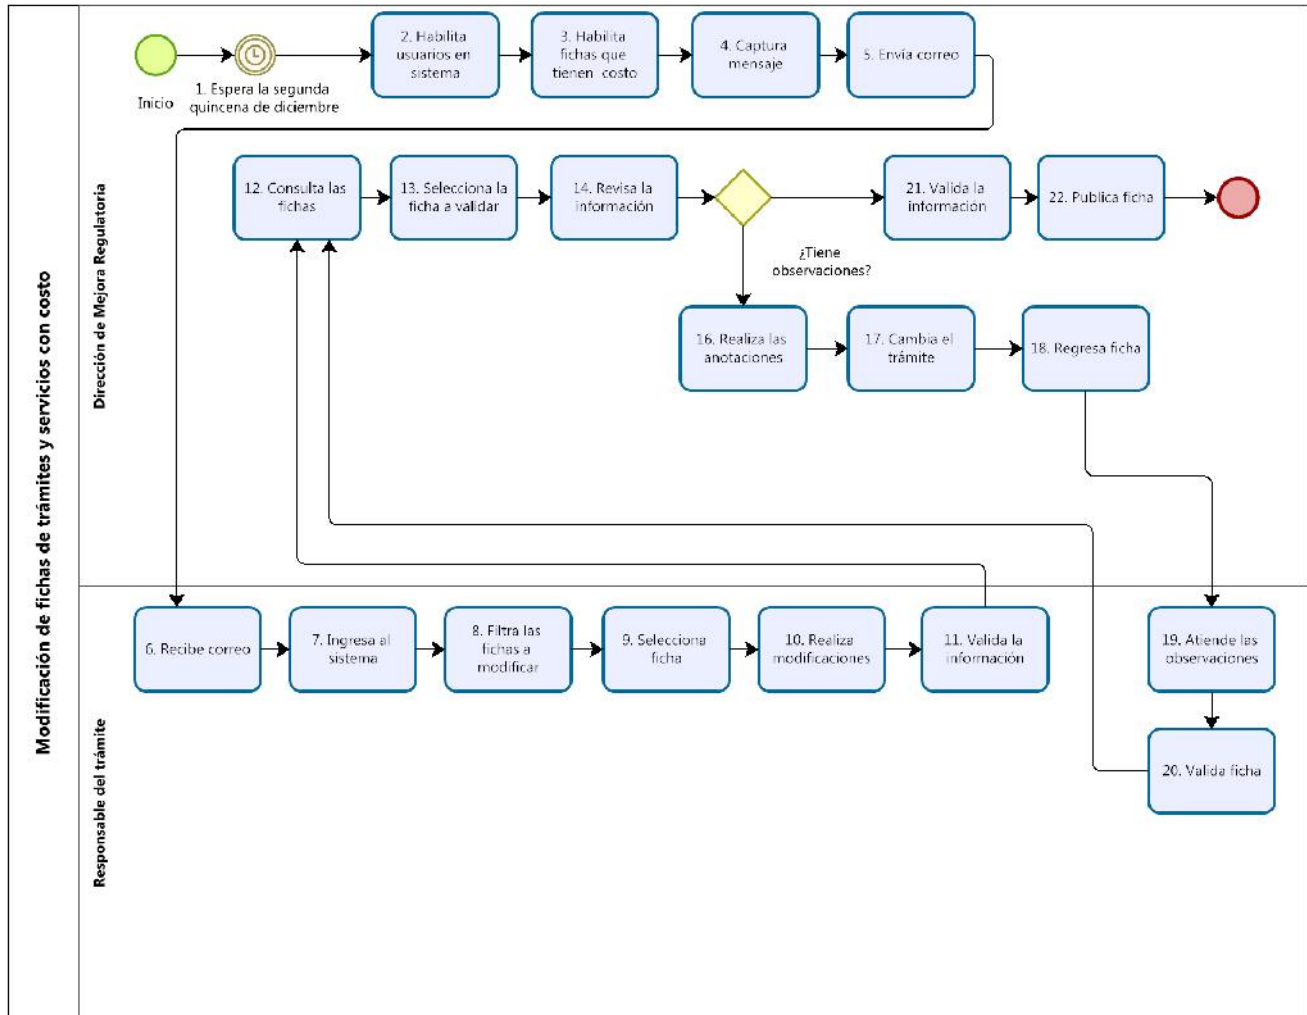 Modificación de fichas de trámites y servicios con costo
Dirección de Mejora Regulatoria
Inicio
1. Espera la segunda
quincena de diciembre
2. Habilita
usuarios en
sistema
3. Habilita
fichas que
tienen costo
4. Captura
mensaje
5. Envía correo
12. Consulta las
fichas
13. Selecciona la
ficha a validar
14. Revisa la
información
¿Tiene
observaciones?
21. Valida la
información
22. Publica ficha
16. Realiza las
anotaciones
17. Cambia el
trámite
18. Regresa ficha
Responsable del trámite
6. Recibe correo
7. Ingresa al
sistema
8. Filtra las
fichas a
modificar
9. Selecciona
ficha
10. Realiza
modificaciones
11. Valida la
información
19. Atiende las
observaciones
20. Valida ficha